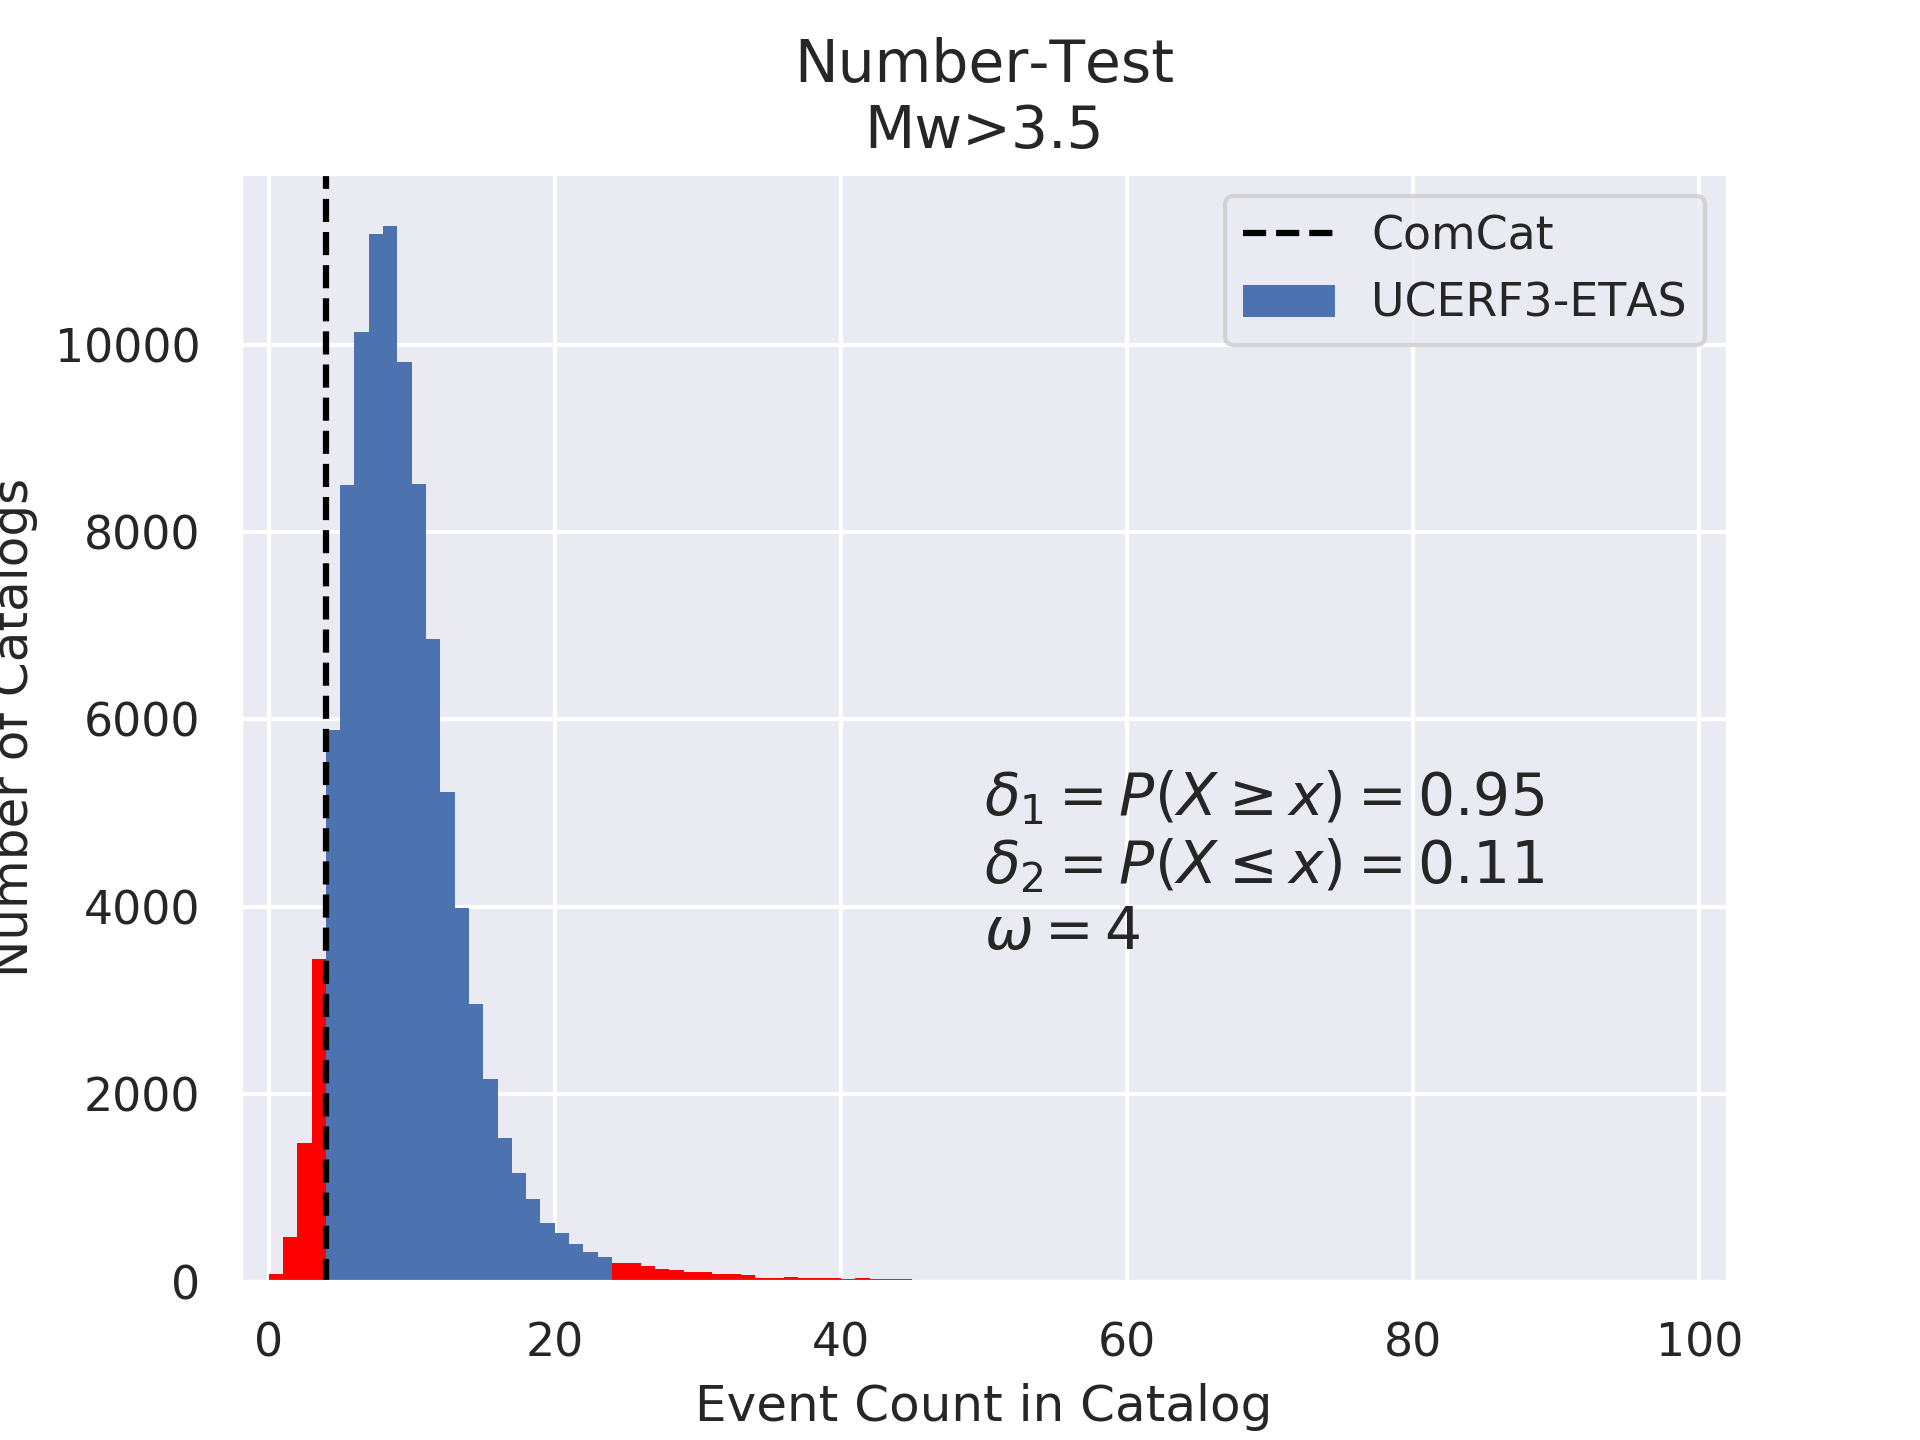 Number-Test
Mw>3.5
ComCat
UCERF3-ETAS
10000
8000
6000
4000
2000
0
Number of Catalogs
δ₁ = P(X ≥ x) = 0.95
δ₂ = P(X ≤ x) = 0.11
ω = 4
0 20 40 60 80 100
Event Count in Catalog